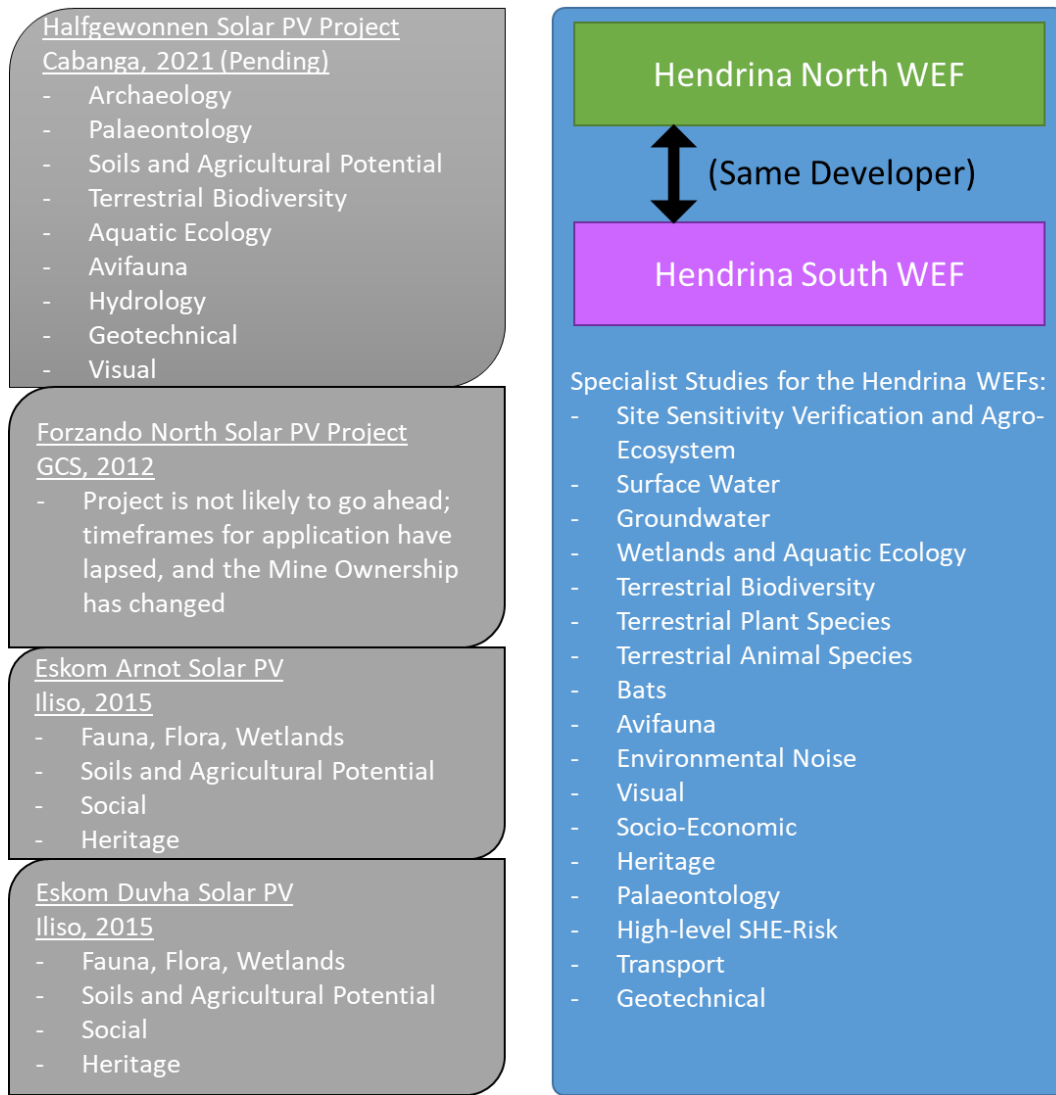 Halfgewonnen Solar PV Project
Cabanga, 2021 (Pending)
- Archaeology
- Palaeontology
- Soils and Agricultural Potential
- Terrestrial Biodiversity
- Aquatic Ecology
- Avifauna
- Hydrology
- Geotechnical
- Visual
Forzando North Solar PV Project
GCS, 2012
- Project is not likely to go ahead;
timeframes for application have
lapsed, and the Mine Ownership
has changed
Eskom Arnot Solar PV
Iliso, 2015
- Fauna, Flora, Wetlands
- Soils and Agricultural Potential
- Social
- Heritage
Eskom Duvha Solar PV
Iliso, 2015
- Fauna, Flora, Wetlands
- Soils and Agricultural Potential
- Social
- Heritage
Hendrina North WEF
(Same Developer)
Hendrina South WEF
Specialist Studies for the Hendrina WEFs:
- Site Sensitivity Verification and Agro-
Ecosystem
- Surface Water
- Groundwater
- Wetlands and Aquatic Ecology
- Terrestrial Biodiversity
- Terrestrial Plant Species
- Terrestrial Animal Species
- Bats
- Avifauna
- Environmental Noise
- Visual
- Socio-Economic
- Heritage
- Palaeontology
- High-level SHE-Risk
- Transport
- Geotechnical